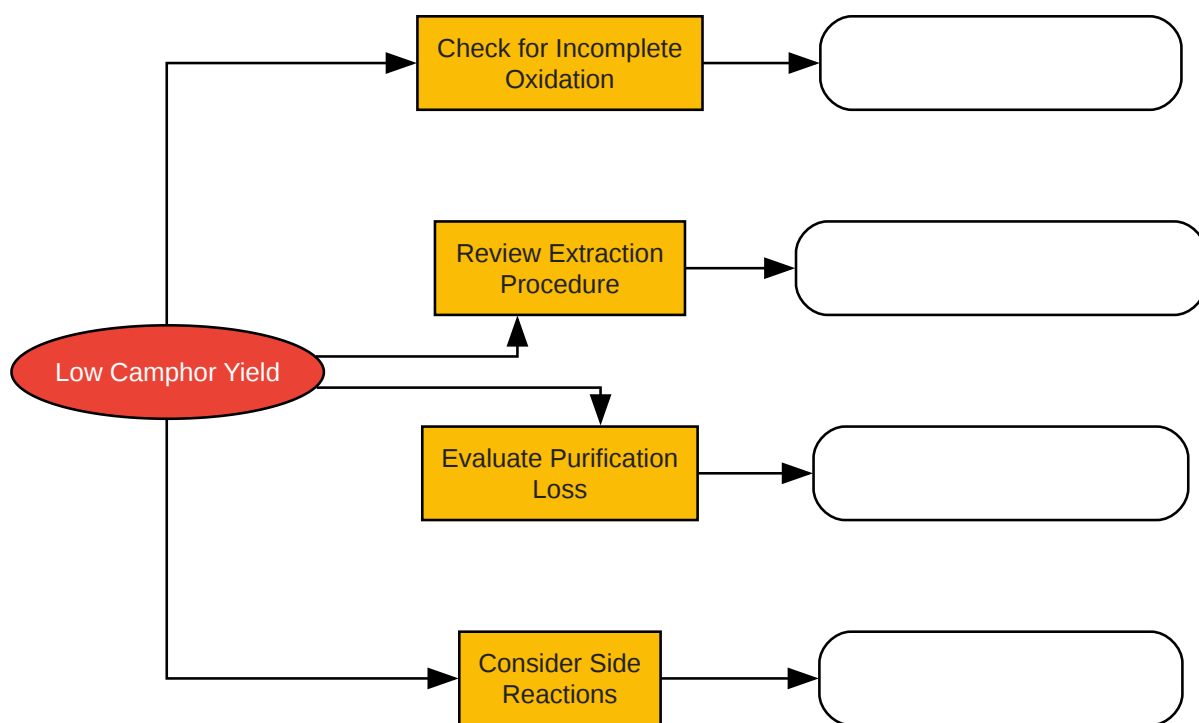 Check for Incomplete
Oxidation
Review Extraction
Procedure
Low Camphor Yield
Evaluate Purification
Loss
Consider Side
Reactions